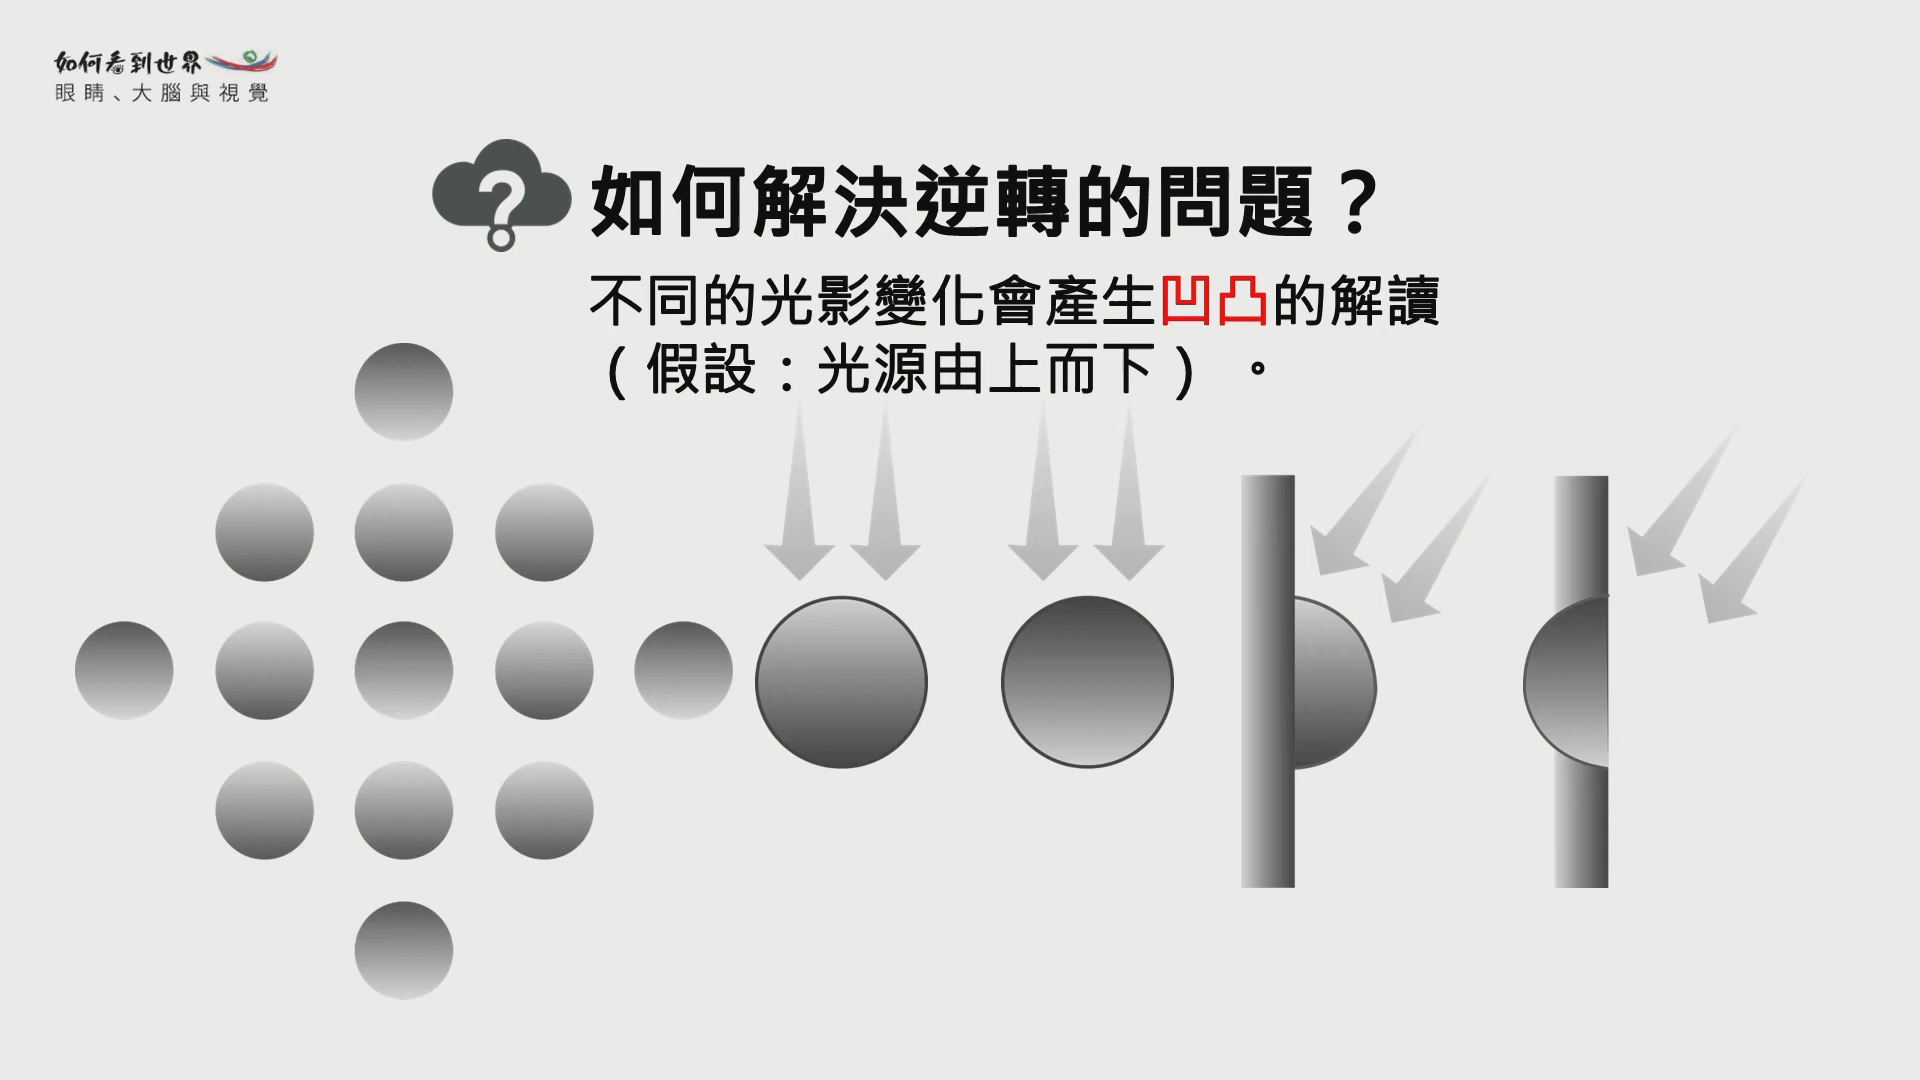 如何看到世界
眼睛、大腦與視覺
?
如何解決逆轉的問題？
不同的光影變化會產生凹凸的解讀
（假設：光源由上而下）。